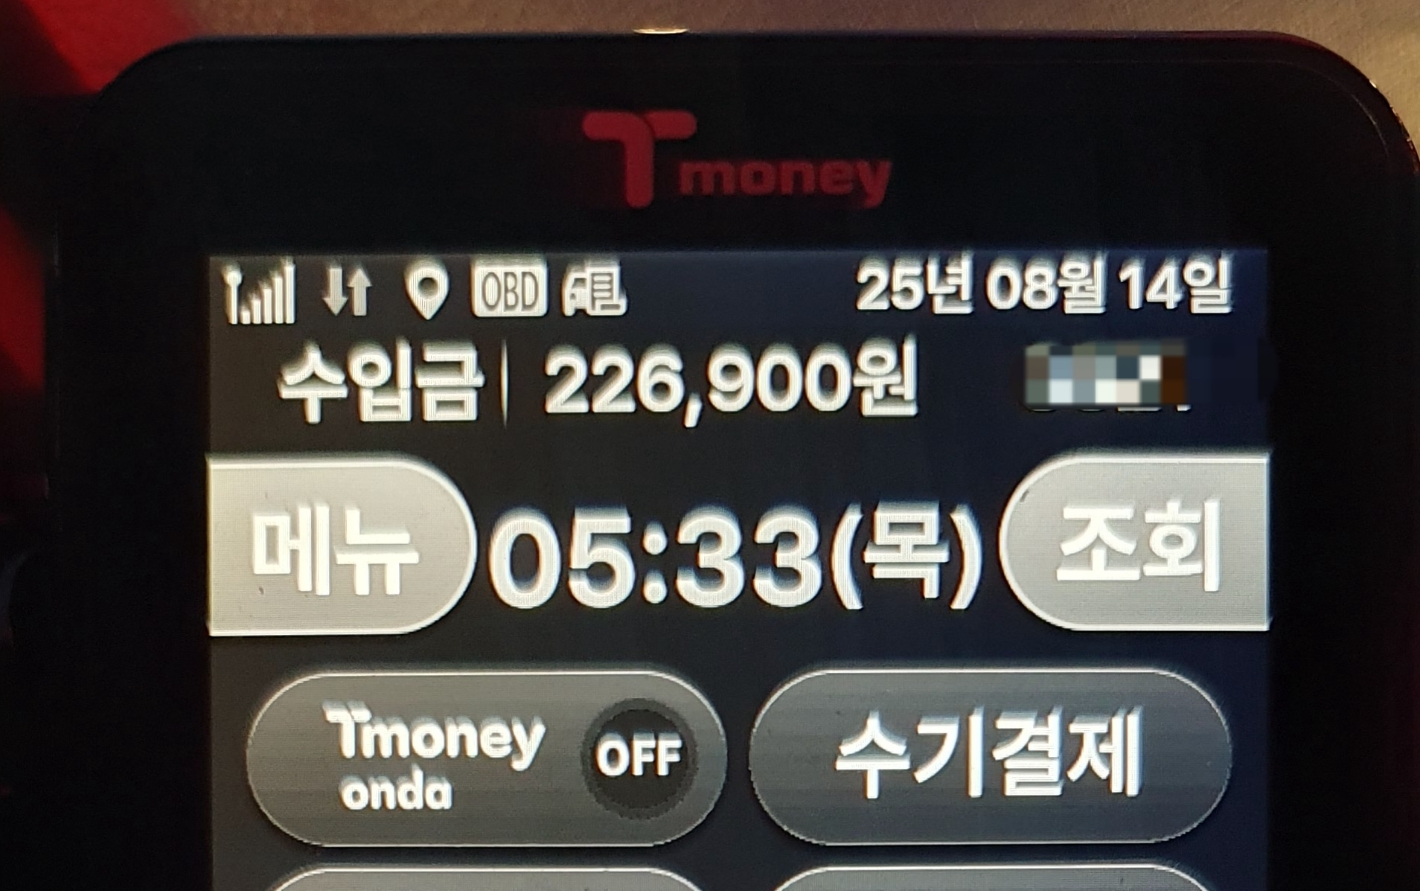 Tmoney
OBD 25년 08월 14일
수입금 | 226,900원
메뉴 05:33(목) 조회
Tmoney onda OFF 수기결제